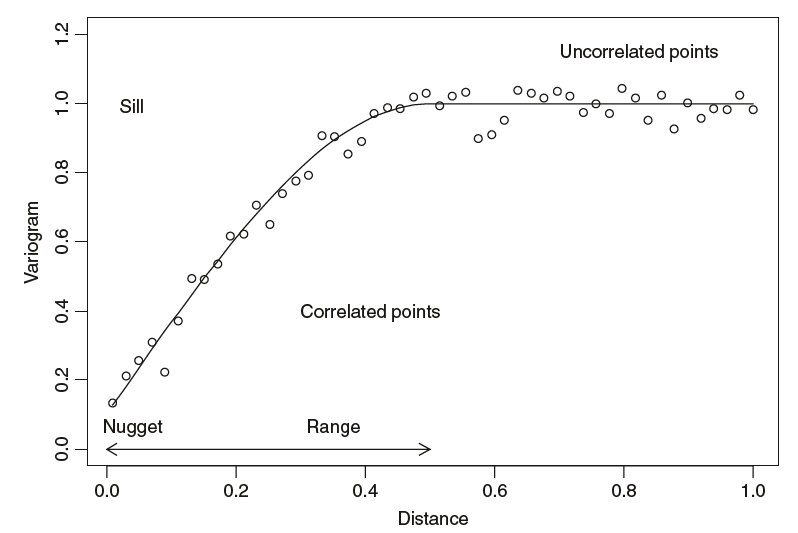 1.2
Uncorrelated points
1.0
Sill
0.8
Variogram
0.6
0.4
Correlated points
0.2
Nugget
Range
0.0
0.0 0.2 0.4 0.6 0.8 1.0
Distance